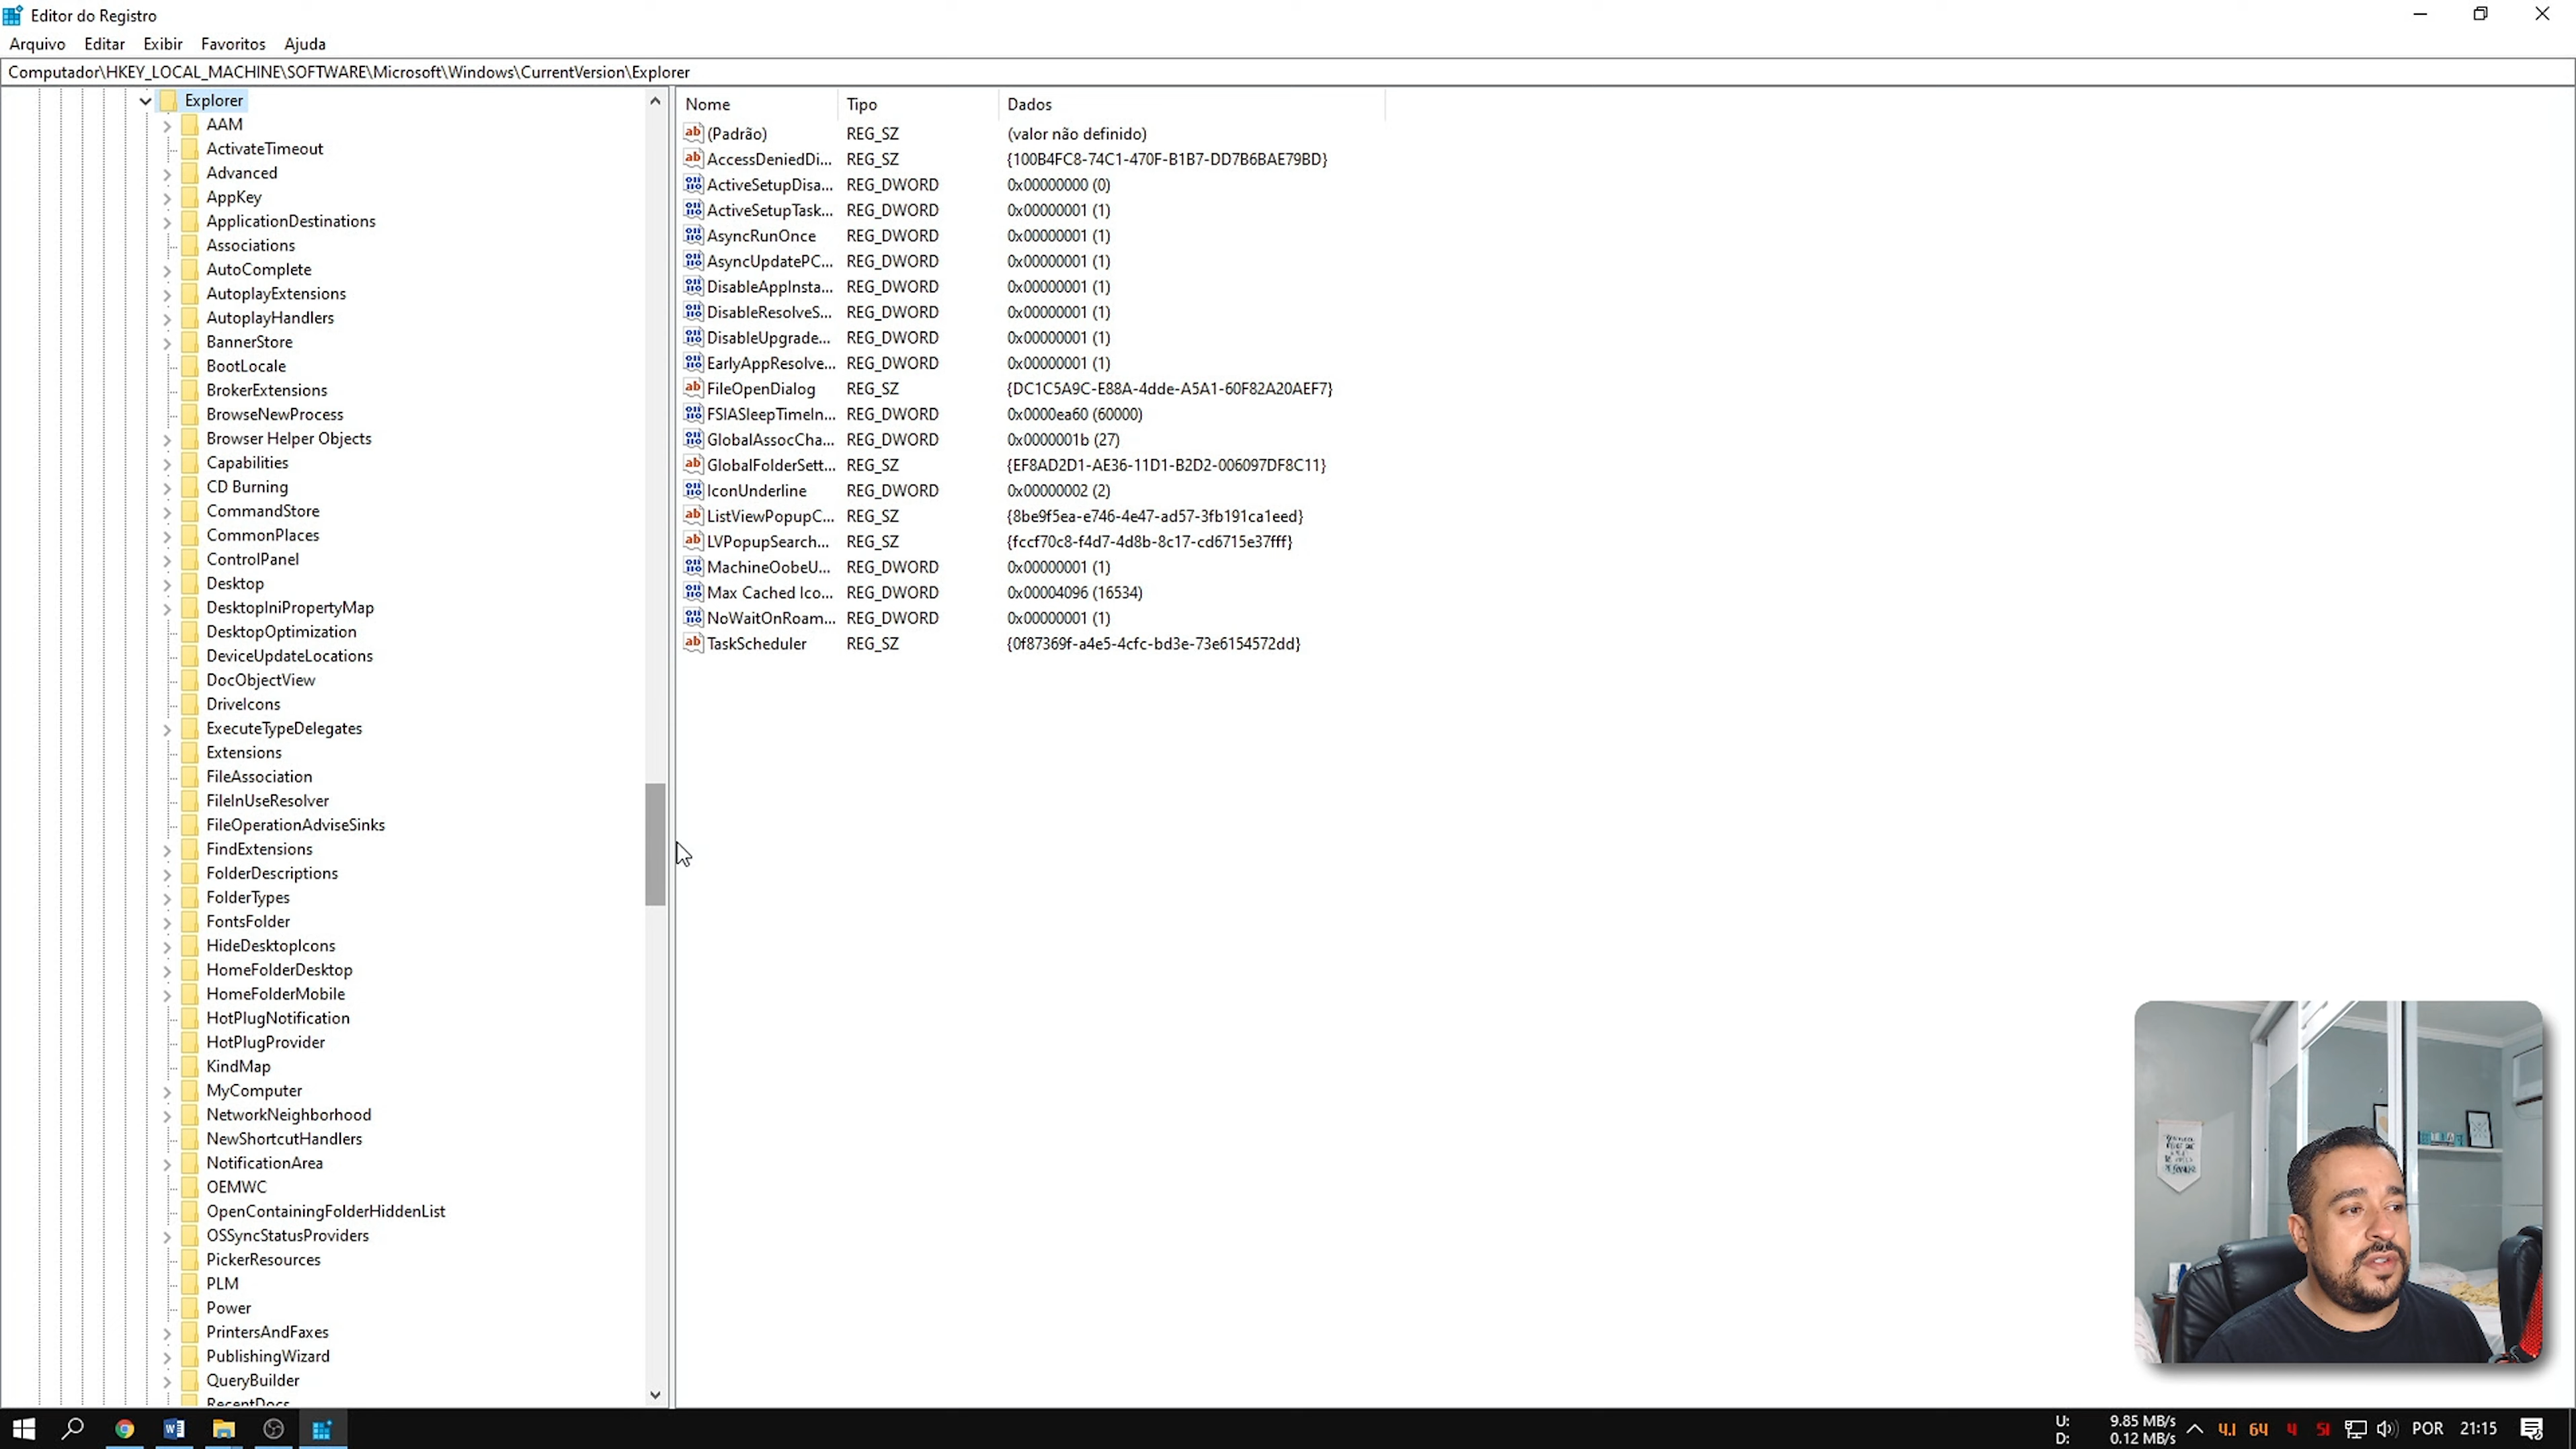 Editor do Registro
Arquivo Editar Exibir Favoritos Ajuda
Computador\HKEY_LOCAL_MACHINE\SOFTWARE\Microsoft\Windows\CurrentVersion\Explorer
Explorer
AAM
ActivateTimeout
Advanced
AppKey
ApplicationDestinations
Associations
AutoComplete
AutoplayExtensions
AutoplayHandlers
BannerStore
BootLocale
BrokerExtensions
BrowseNewProcess
Browser Helper Objects
Capabilities
CD Burning
CommandStore
CommonPlaces
ControlPanel
Desktop
DesktopIniPropertyMap
DesktopOptimization
DeviceUpdateLocations
DocObjectView
DriveIcons
ExecuteTypeDelegates
Extensions
FileAssociation
FileInUseResolver
FileOperationAdviseSinks
FindExtensions
FolderDescriptions
FolderTypes
FontsFolder
HideDesktopIcons
HomeFolderDesktop
HomeFolderMobile
HotPlugNotification
HotPlugProvider
KindMap
MyComputer
NetworkNeighborhood
NewShortcutHandlers
NotificationArea
OEMWC
OpenContainingFolderHiddenList
OSSyncStatusProviders
PickerResources
PLM
Power
PrintersAndFaxes
PublishingWizard
QueryBuilder
RecentDocs
Nome Tipo Dados
(Padrão) REG_SZ (valor não definido)
AccessDeniedDi... REG_SZ {100B4FC8-74C1-470F-B1B7-DD7B6BAE79BD}
ActiveSetupDisa... REG_DWORD 0x00000000 (0)
ActiveSetupTask... REG_DWORD 0x00000001 (1)
AsyncRunOnce REG_DWORD 0x00000001 (1)
AsyncUpdatePC... REG_DWORD 0x00000001 (1)
DisableAppInsta... REG_DWORD 0x00000001 (1)
DisableResolveS... REG_DWORD 0x00000001 (1)
DisableUpgrade... REG_DWORD 0x00000001 (1)
EarlyAppResolve... REG_DWORD 0x00000001 (1)
FileOpenDialog REG_SZ {DC1C5A9C-E88A-4dde-A5A1-60F82A20AEF7}
FSIASleepTimeIn... REG_DWORD 0x0000ea60 (60000)
GlobalAssocCha... REG_DWORD 0x0000001b (27)
GlobalFolderSett... REG_SZ {EF8AD2D1-AE36-11D1-B2D2-006097DF8C11}
IconUnderline REG_DWORD 0x00000002 (2)
ListViewPopupC... REG_SZ {8be9f5ea-e746-4e47-ad57-3fb191ca1eed}
LVPopupSearch... REG_SZ {fccf70c8-f4d7-4d8b-8c17-cd6715e37fff}
MachineOobeU... REG_DWORD 0x00000001 (1)
Max Cached Ico... REG_DWORD 0x00004096 (16534)
NoWaitOnRoam... REG_DWORD 0x00000001 (1)
TaskScheduler REG_SZ {0f87369f-a4e5-4cfc-bd3e-73e6154572dd}
U: 9.85 MB/s
D: 0.12 MB/s
4.1 64 4 51 POR 21:15